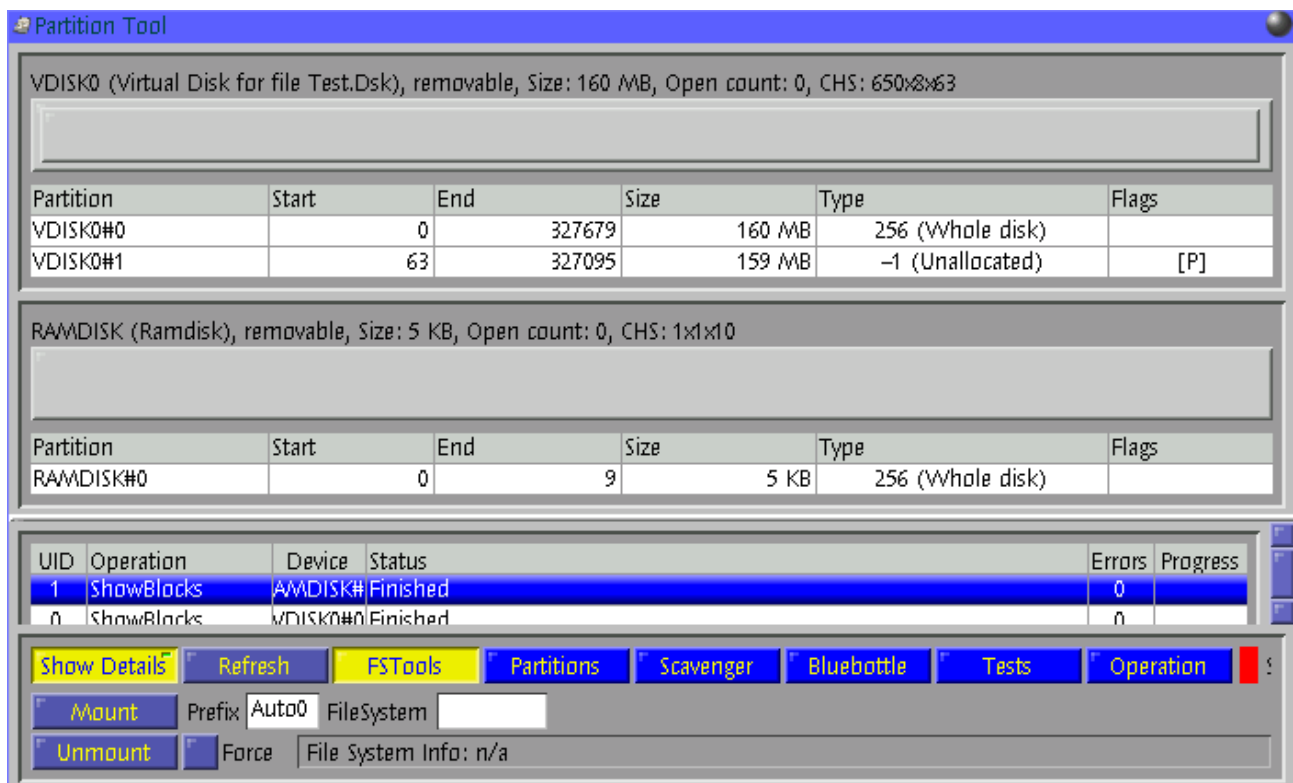 Partition Tool
VDISK0 (Virtual Disk for file Test.Dsk), removable, Size: 160 MB, Open count: 0, CHS: 650x8x63
Partition Start End Size Type Flags
VDISK0#0 0 327679 160 MB 256 (Whole disk)
VDISK0#1 63 327095 159 MB –1 (Unallocated) [P]
RAMDISK (Ramdisk), removable, Size: 5 KB, Open count: 0, CHS: 1x1x10
Partition Start End Size Type Flags
RAMDISK#0 0 9 5 KB 256 (Whole disk)
UID Operation Device Status Errors Progress
1 ShowBlocks AMDISK# Finished 0
0 ShowBlocks VDISK0#0 Finished 0
Show Details Refresh FSTools Partitions Scavenger Bluebottle Tests Operation
Mount Prefix Auto0 FileSystem
Unmount Force File System Info: n/a